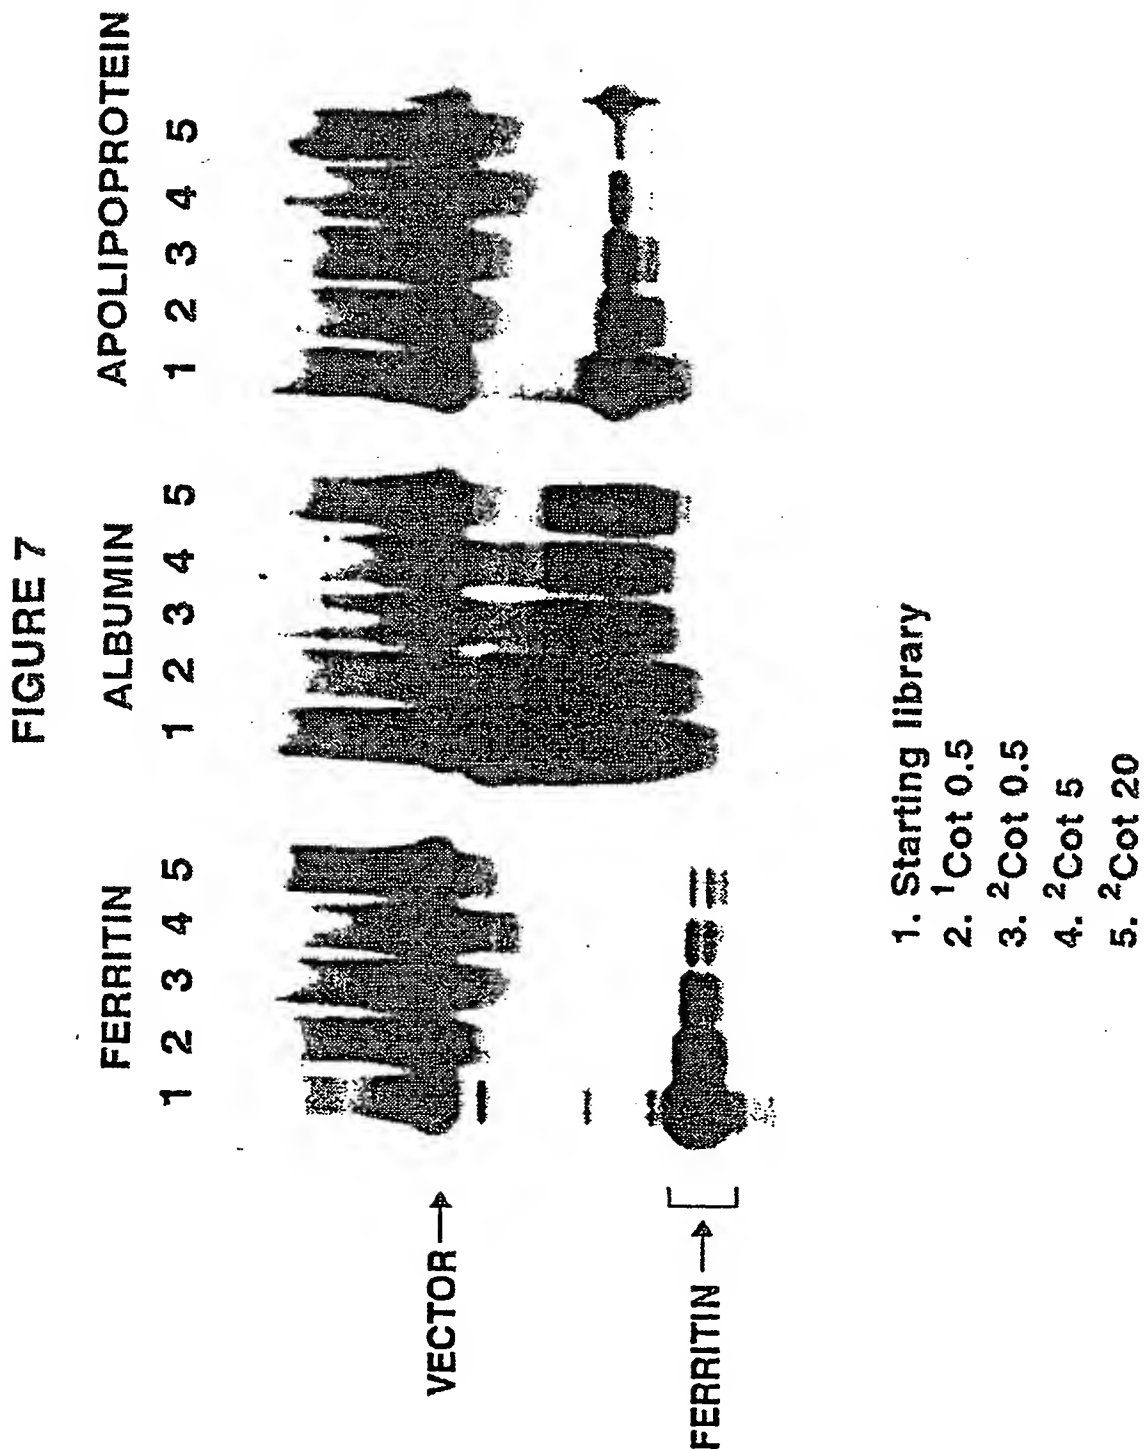 FIGURE 7
FERRITIN ALBUMIN APOLIPOPROTEIN
1 2 3 4 5 1 2 3 4 5 1 2 3 4 5
VECTOR→
FERRITIN→
1. Starting library
2. ¹Cot 0.5
3. ²Cot 0.5
4. ²Cot 5
5. ²Cot 20